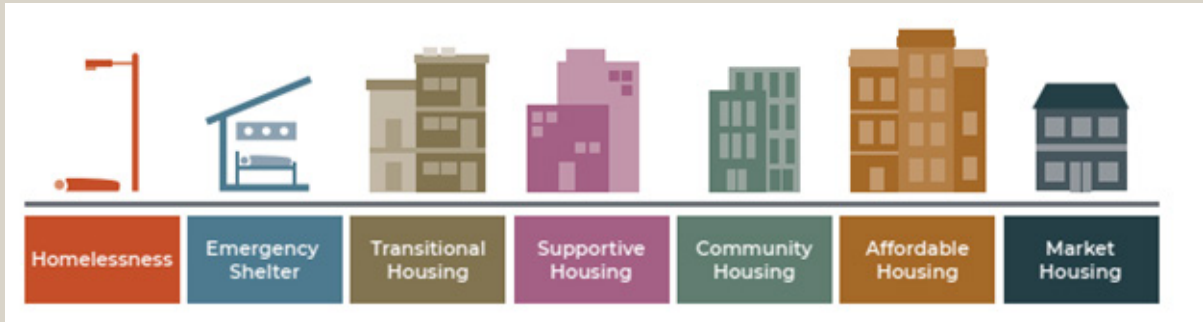 Homelessness
Emergency
Shelter
Transitional
Housing
Supportive
Housing
Community
Housing
Affordable
Housing
Market
Housing